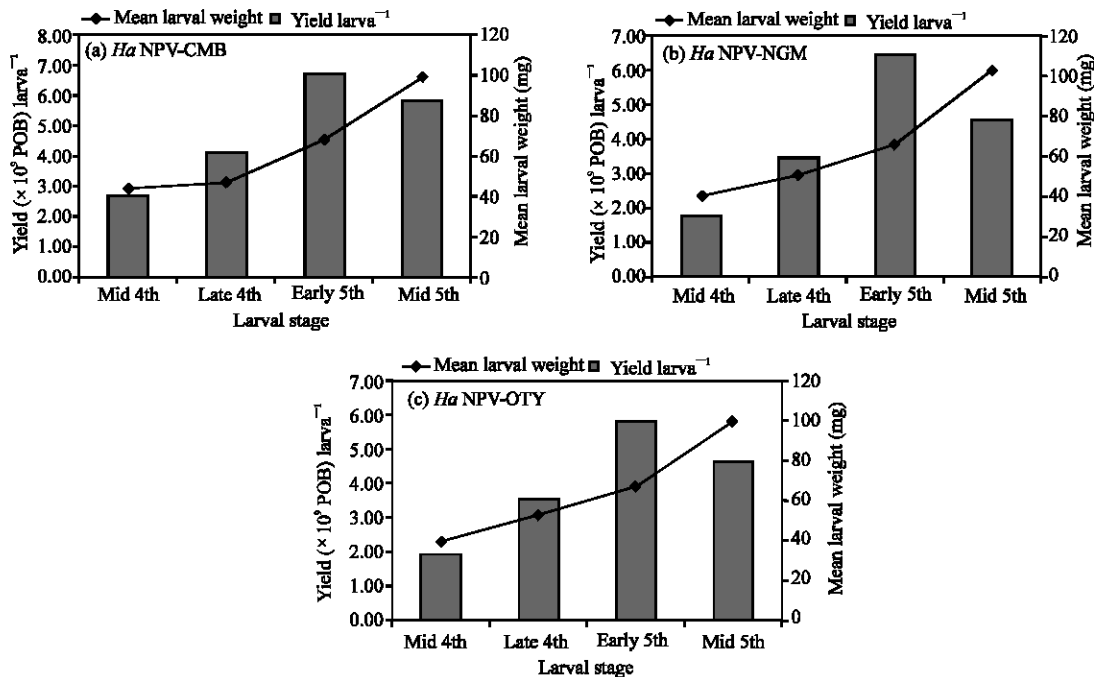 Mean larval weight Yield larva⁻¹
(a) Ha NPV-CMB
Yield (× 10⁹ POB) larva⁻¹
8.00
7.00
6.00
5.00
4.00
3.00
2.00
1.00
0.00
120
100
80
60
40
20
0
Mean larval weight (mg)
Mid 4th Late 4th Early 5th Mid 5th
Larval stage
Mean larval weight Yield larva⁻¹
(b) Ha NPV-NGM
Yield (× 10⁹ POB) larva⁻¹
7.00
6.00
5.00
4.00
3.00
2.00
1.00
0.00
120
100
80
60
40
20
0
Mean larval weight (mg)
Mid 4th Late 4th Early 5th Mid 5th
Larval stage
Mean larval weight Yield larva⁻¹
(c) Ha NPV-OTY
Yield (× 10⁹ POB) larva⁻¹
7.00
6.00
5.00
4.00
3.00
2.00
1.00
0.00
120
100
80
60
40
20
0
Mean larval weight (mg)
Mid 4th Late 4th Early 5th Mid 5th
Larval stage